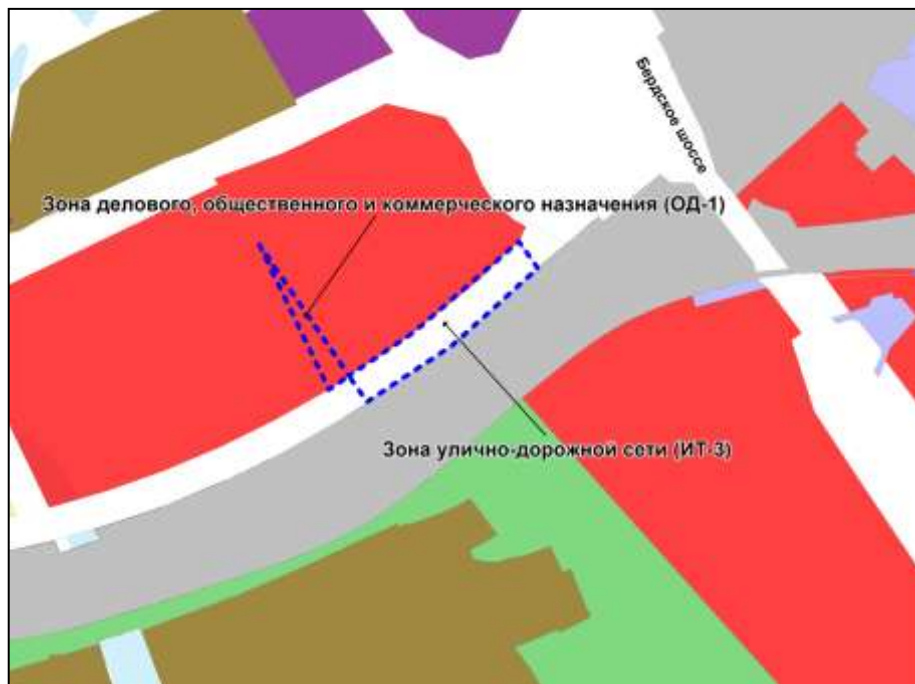 Бердское шоссе
Зона делового, общественного и коммерческого назначения (ОД-1)
Зона улично-дорожной сети (ИТ-3)